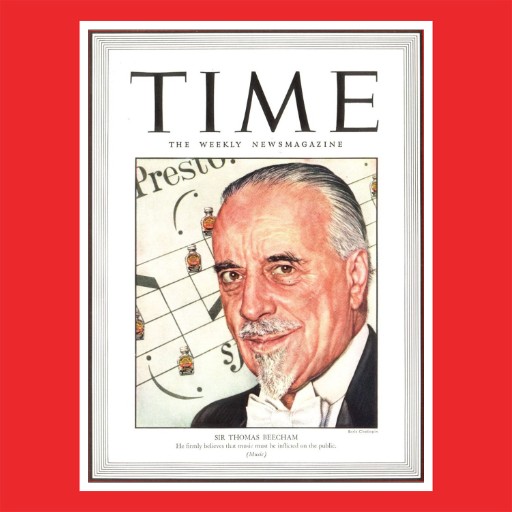 TIME
THE WEEKLY NEWSMAGAZINE
Presto.
SIR THOMAS BEECHAM
He firmly believes that music must be inflicted on the public.
(Music)